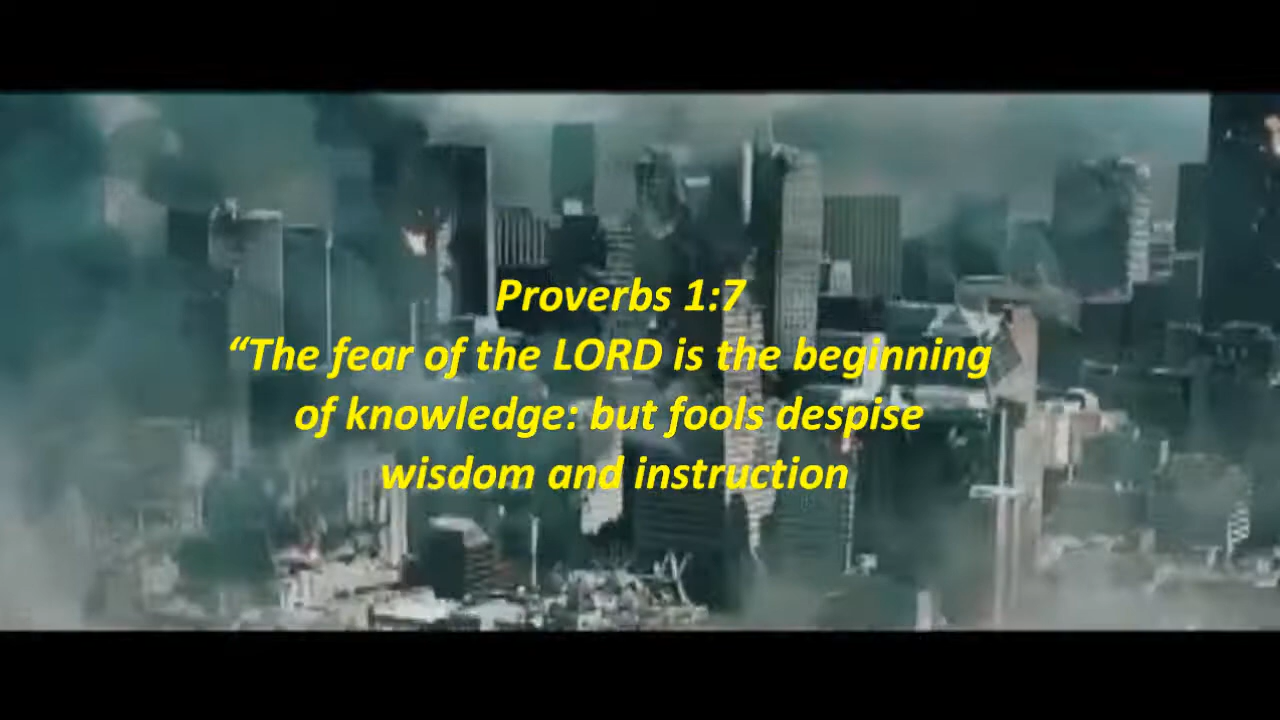 Proverbs 1:7
“The fear of the LORD is the beginning
of knowledge: but fools despise
wisdom and instruction